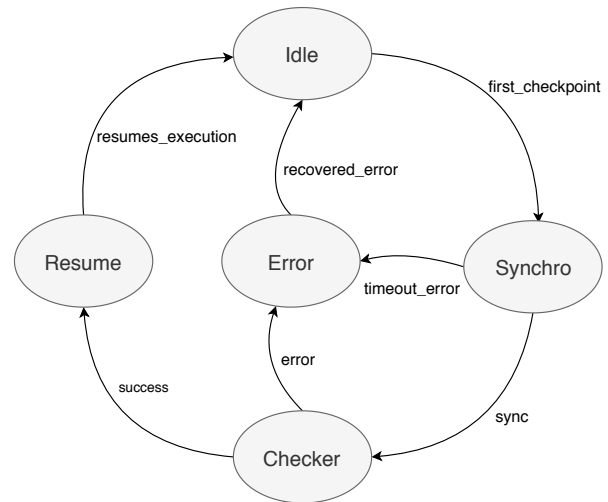 Idle
first_checkpoint
resumes_execution
recovered_error
Resume
Error
Synchro
timeout_error
error
success
sync
Checker